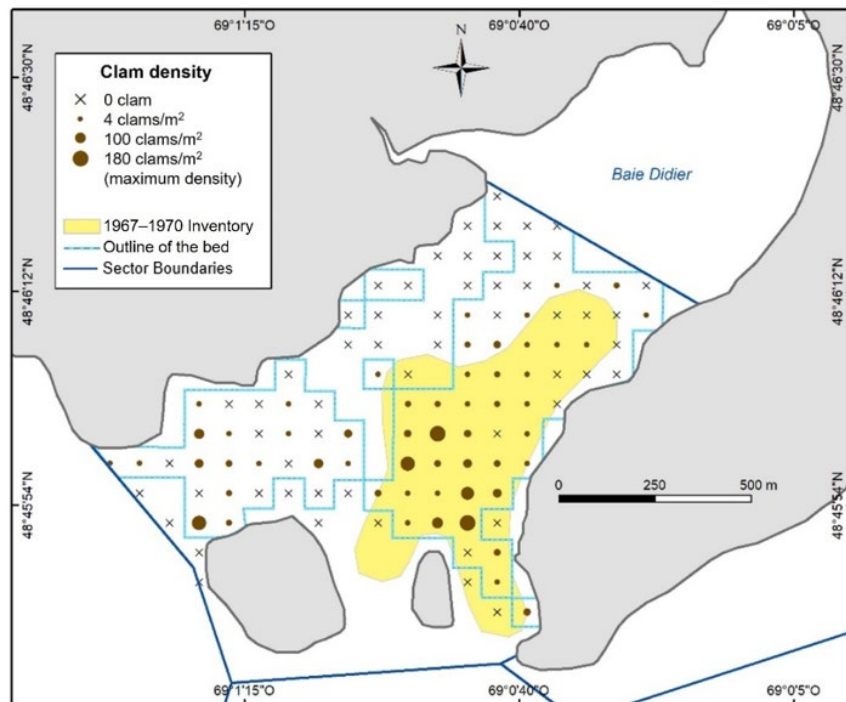 69°1'15"O
69°0'40"O
69°0'5"O
48°46'30"N
48°46'30"N
N
Clam density
0 clam
4 clams/m²
100 clams/m²
180 clams/m²
(maximum density)
1967–1970 Inventory
Outline of the bed
Sector Boundaries
Baie Didier
48°46'12"N
48°46'12"N
0 250 500 m
48°45'54"N
48°45'54"N
69°1'15"O
69°0'40"O
69°0'5"O